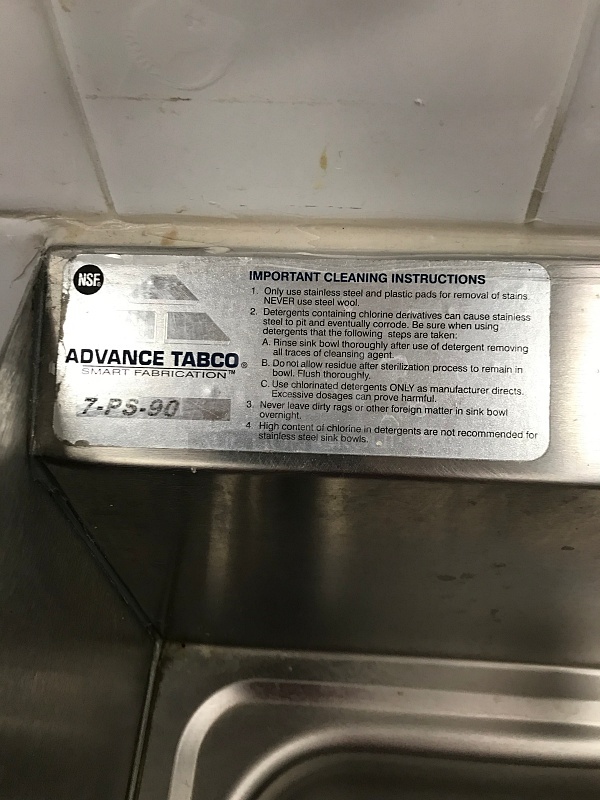 NSF®
ADVANCE TABCO®
SMART FABRICATION™
7-PS-90
IMPORTANT CLEANING INSTRUCTIONS
1. Only use stainless steel and plastic pads for removal of stains
NEVER use steel wool.
2. Detergents containing chlorine derivatives can cause stainless
steel to pit and eventually corrode. Be sure when using
detergents that the following steps are taken:
A. Rinse sink bowl thoroughly after use of detergent removing
all traces of cleansing agent.
B. Do not allow residue after sterilization process to remain in
bowl. Flush thoroughly.
C. Use chlorinated detergents ONLY as manufacturer directs.
Excessive dosages can prove harmful.
3. Never leave dirty rags or other foreign matter in sink bowl
overnight.
4 High content of chlorine in detergents are not recommended for
stainless steel sink bowls.